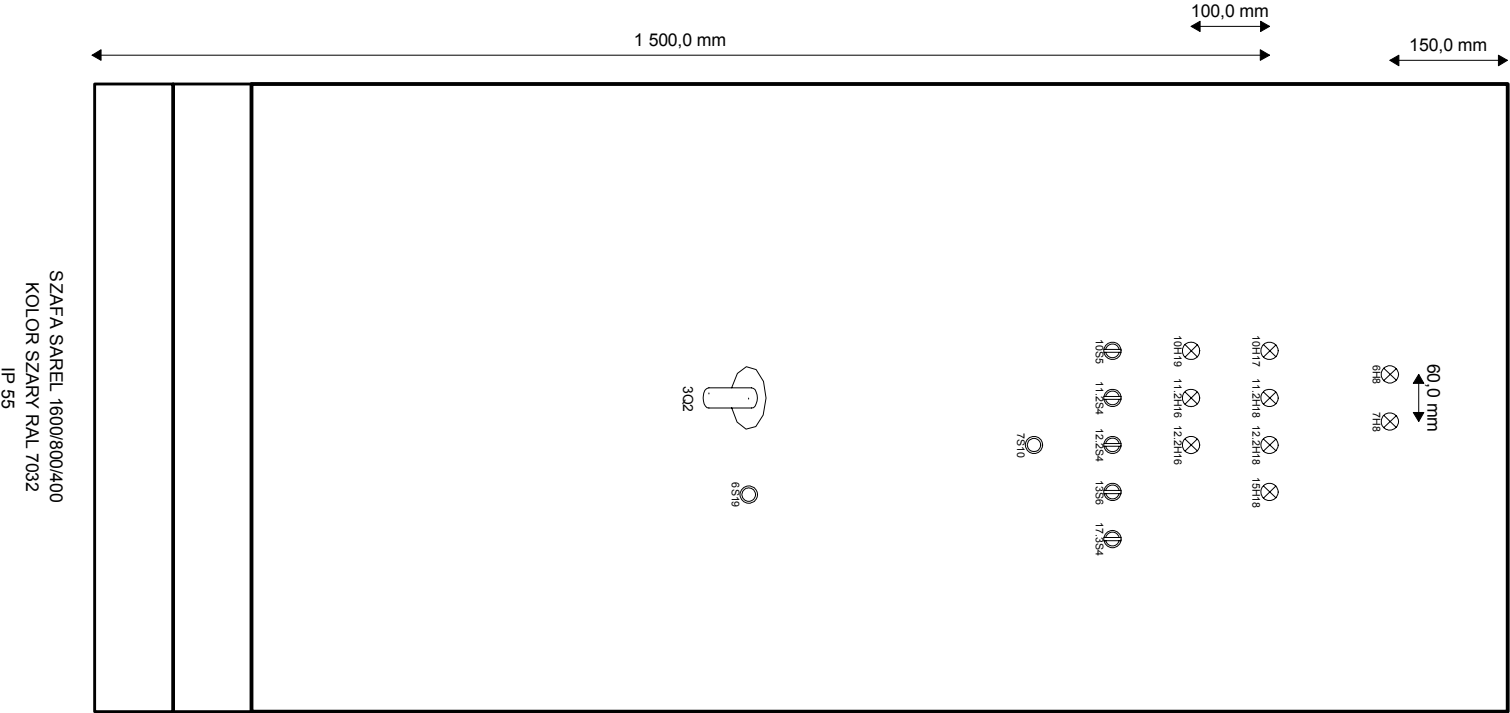 100,0 mm
1 500,0 mm
150,0 mm
60,0 mm
6H8
7H8
10H17
11.2H18
12.2H18
15H18
10H19
11.2H16
12.2H16
10S5
11.2S4
12.2S4
13S6
17.3S4
7S10
3Q2
6S19
SZAFA SAREL 1600/800/400
KOLOR SZARY RAL 7032
IP 55